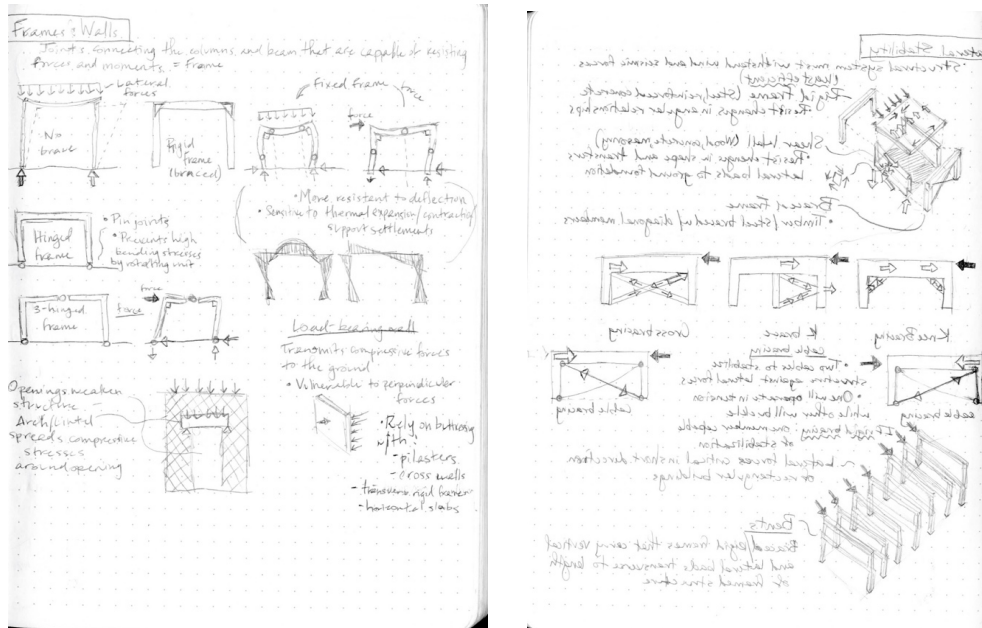 Frames & Walls
Joints connecting the columns and beam that are capable of resisting
forces and moments = Frame
Lateral
forces
No
brace
Rigid
frame
(braced)
Fixed Frame
force
force
• More resistant to deflection
• Sensitive to thermal expansion/contraction/
support settlements
Hinged
frame
• Pin joints
• Prevents high
bending stresses
by rotating unit
3-hinged
frame
force
force
Load-bearing wall
Transmits compressive forces
to the ground
• Vulnerable to perpendicular
forces
• Rely on buttressing
with:
- pilasters
- cross walls
- transverse rigid frames
- horizontal slabs
Openings weaken
structure
Arch/lintel
spreads compressive
stresses
around opening
Lateral Stability
• Structural system must withstand wind and seismic forces
(Least efficient)
Rigid Frame (Steel/reinforced concrete)
Resist changes in angular relationships
Shear Wall (Wood, concrete, masonry)
• Resist changes in shape and transfers
lateral loads to ground foundation
Braced Frame
• Timber/Steel braced w/ diagonal members
Knee Bracing
K brace
Cross bracing
cable bracing
• Two cables to stabilize
structure against lateral forces
• One will operate in tension
while other will buckle
If rigid bracing, one member capable
of stabilization
cable bracing
cable bracing
~ Lateral forces critical in short direction
on rectangular buildings
Bents
Braced/Rigid frames that carry vertical
and lateral loads transverse to length
of framed structure